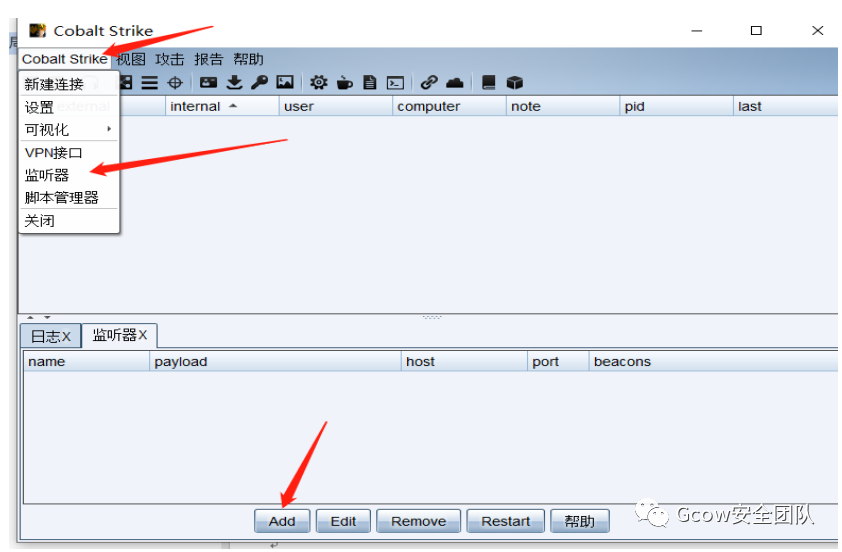 Cobalt Strike
Cobalt Strike 视图 攻击 报告 帮助
新建连接
设置
可视化
VPN接口
监听器
脚本管理器
关闭
external internal user computer note pid last
日志X 监听器X
name payload host port beacons
Add Edit Remove Restart 帮助
Gcow安全团队